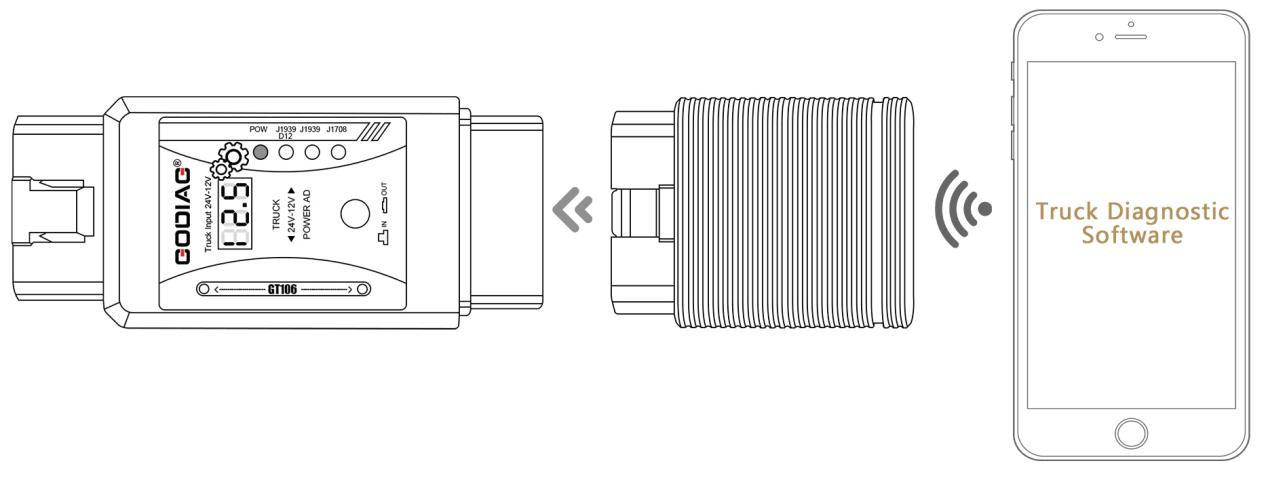 POW J1939 J1939 J1708
D12
CODIAC®
Truck Input 24V-12V
12.5
TRUCK
◄ 24V-12V ►
POWER AD
IN OUT
GT106
Truck Diagnostic
Software